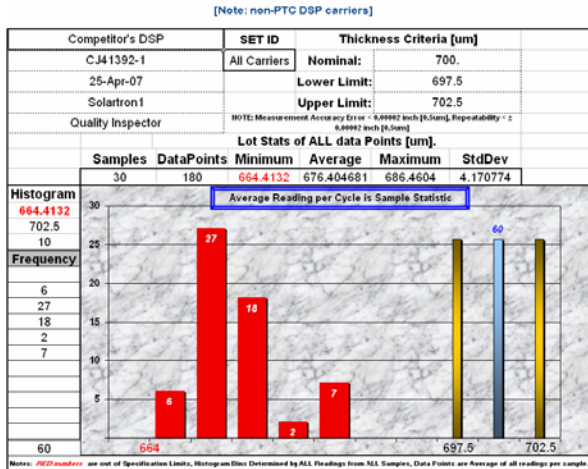 [Note: non-PTC DSP carriers]
Competitor's DSP SET ID Thickness Criteria [um]
CJ41392-1 All Carriers Nominal: 700.
25-Apr-07 Lower Limit: 697.5
Solartron1 Upper Limit: 702.5
Quality Inspector NOTE: Measurement Accuracy Error < 0.00002 inch [0.5um], Repeatability < ± 0.00002 inch [0.5um]
Lot Stats of ALL data Points [um].
Samples DataPoints Minimum Average Maximum StdDev
30 180 664.4132 676.404681 686.4604 4.170774
Histogram
664.4132
702.5
10
Frequency
6
27
18
2
7
60
Average Reading per Cycle is Sample Statistic
30
25
20
15
10
5
6
27
18
2
7
60
664 697.5 702.5
Notes: RED numbers are out of Specification Limits, Histogram Bins Determined by ALL Readings from ALL Samples, Data Points are Average of all readings per sample